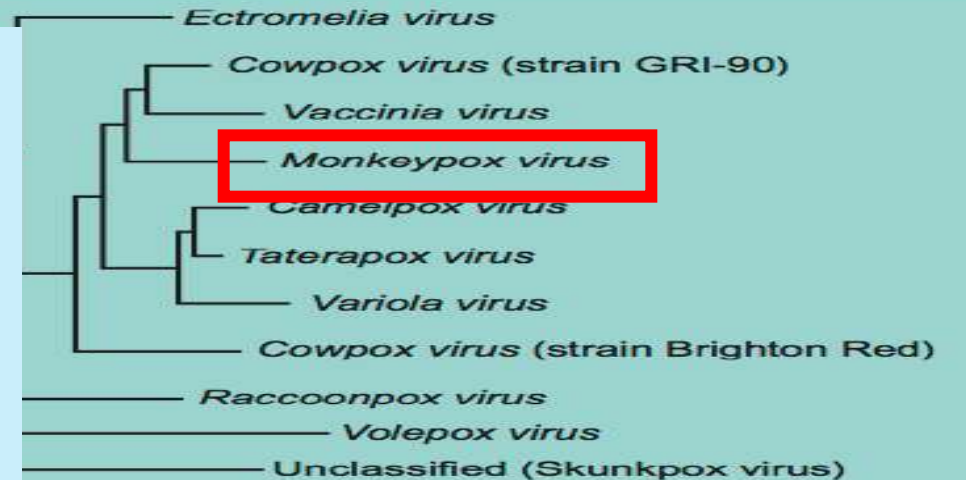 Ectromelia virus
Cowpox virus (strain GRI-90)
Vaccinia virus
Monkeypox virus
Camelpox virus
Taterapox virus
Variola virus
Cowpox virus (strain Brighton Red)
Raccoonpox virus
Volepox virus
Unclassified (Skunkpox virus)